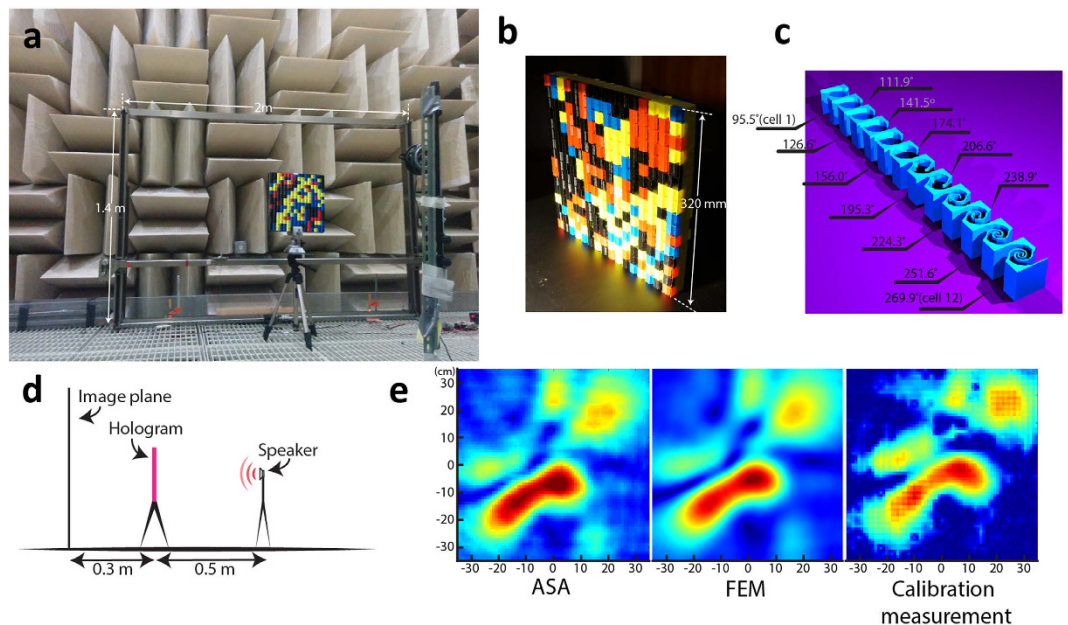 a
2m
1.4 m
b
320 mm
c
111.9°
141.5°
174.1°
206.6°
238.9°
95.5°(cell 1)
126.6°
156.0°
195.3°
224.3°
251.6°
269.9°(cell 12)
d
Image plane
Hologram
Speaker
0.3 m
0.5 m
e
(cm)
30
20
10
0
-10
-20
-30
-30 -20 -10 0 10 20 30
-30 -20 -10 0 10 20 30
-30 -20 -10 0 10 20 30
ASA
FEM
Calibration
measurement